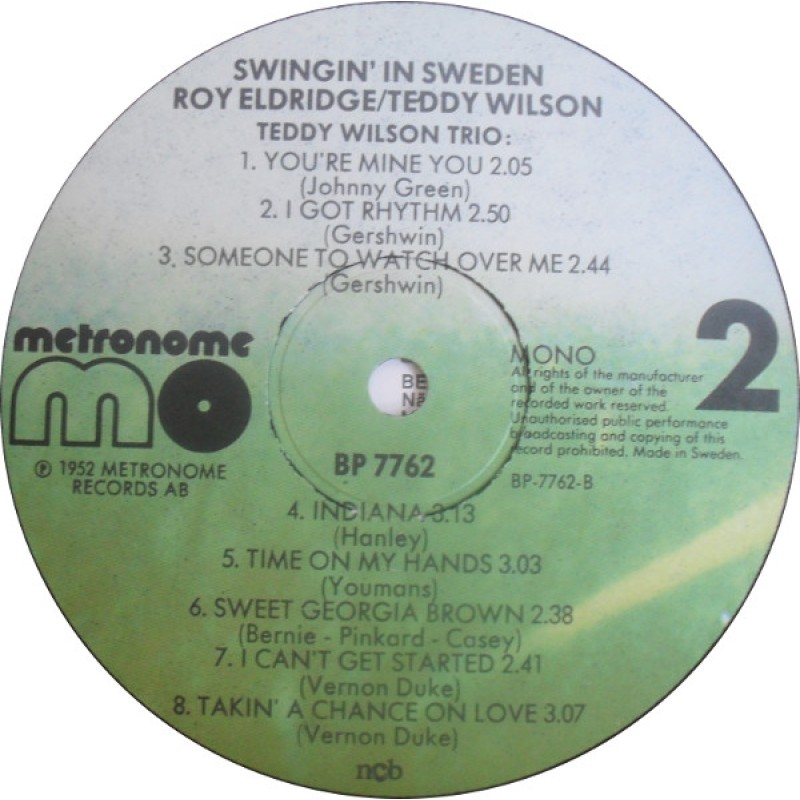 SWINGIN' IN SWEDEN
ROY ELDRIDGE/TEDDY WILSON
TEDDY WILSON TRIO:
1. YOU'RE MINE YOU 2.05
(Johnny Green)
2. I GOT RHYTHM 2.50
(Gershwin)
3. SOMEONE TO WATCH OVER ME 2.44
(Gershwin)
metronome
mo
℗ 1952 METRONOME
RECORDS AB
BE
BP 7762
2
MONO
All rights of the manufacturer
and of the owner of the
recorded work reserved.
Unauthorised public performance
broadcasting and copying of this
record prohibited. Made in Sweden.
BP-7762-B
4. INDIANA 3.13
(Hanley)
5. TIME ON MY HANDS 3.03
(Youmans)
6. SWEET GEORGIA BROWN 2.38
(Bernie - Pinkard - Casey)
7. I CAN'T GET STARTED 2.41
(Vernon Duke)
8. TAKIN' A CHANCE ON LOVE 3.07
(Vernon Duke)
ncb